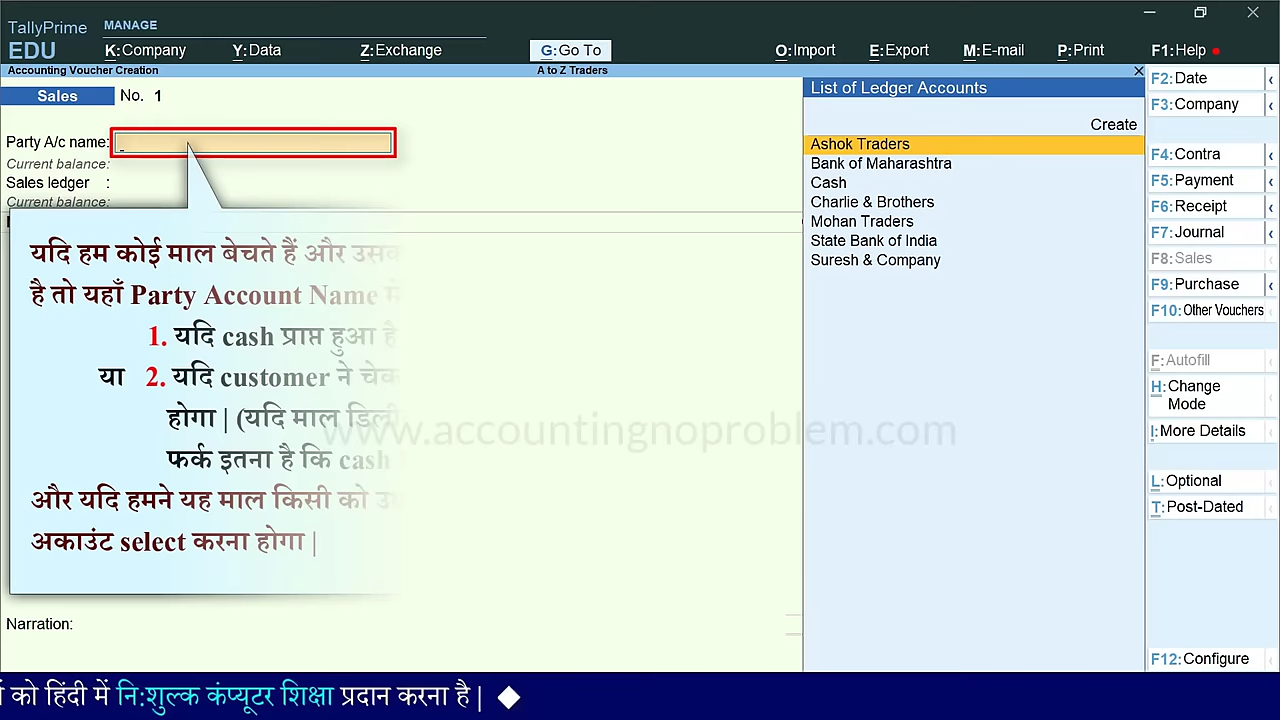 TallyPrime
EDU
MANAGE
K:Company
Y:Data
Z:Exchange
G:Go To
O:Import
E:Export
M:E-mail
P:Print
F1:Help
Accounting Voucher Creation
A to Z Traders
Sales No. 1
Party A/c name:
Current balance:
Sales ledger :
Current balance:
यदि हम कोई माल बेचते हैं और
है तो यहाँ Party Account Name
1. यदि cash प्राप्त हुआ है
या 2. यदि customer ने
होगा | (यदि माल
फर्क इतना है कि cash
और यदि हमने यह माल किसी को
अकाउंट select करना होगा |
www.accountingnoproblem.com
Narration:
List of Ledger Accounts
Create
Ashok Traders
Bank of Maharashtra
Cash
Charlie & Brothers
Mohan Traders
State Bank of India
Suresh & Company
F2:Date
F3:Company
F4:Contra
F5:Payment
F6:Receipt
F7:Journal
F8:Sales
F9:Purchase
F10:Other Vouchers
F:Autofill
H:Change
Mode
I:More Details
L:Optional
T:Post-Dated
F12:Configure
को हिंदी में नि:शुल्क कंप्यूटर शिक्षा प्रदान करना है |